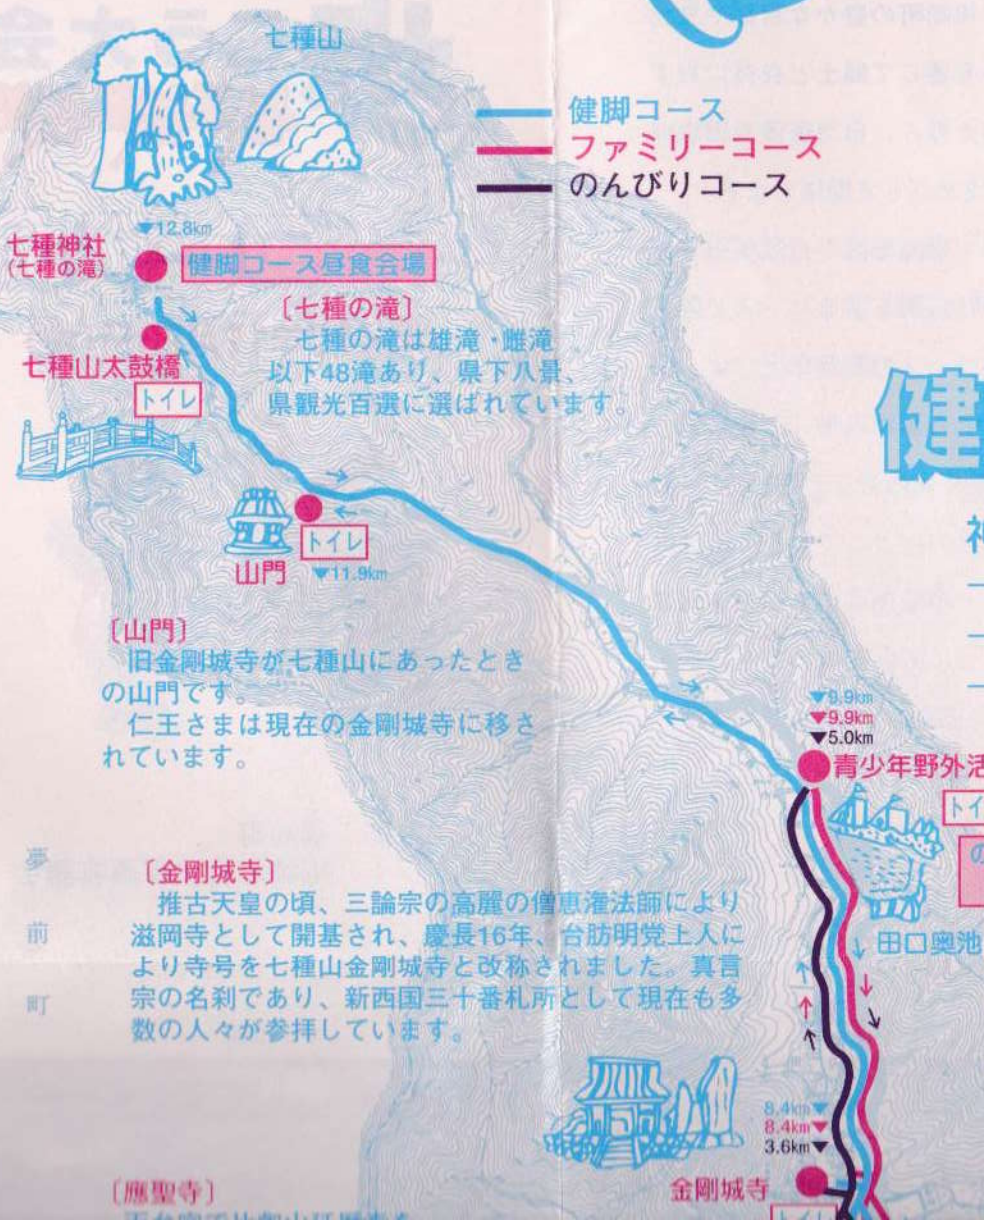 七種山
健脚コース
ファミリーコース
のんびりコース
▼12.8km
七種神社
(七種の滝)
健脚コース昼食会場
〔七種の滝〕
七種の滝は雄滝・雌滝
以下48滝あり、県下八景、
県観光百選に選ばれています。
七種山太鼓橋
トイレ
健
トイレ
山門
▼11.9km
〔山門〕
旧金剛城寺が七種山にあったとき
の山門です。
仁王さまは現在の金剛城寺に移さ
れています。
▼9.9km
▼9.9km
▼5.0km
青少年野外活
トイ
の
田口奥池
夢前町
〔金剛城寺〕
推古天皇の頃、三論宗の高麗の僧恵潅法師により
滋岡寺として開基され、慶長16年、台肪明党上人に
より寺号を七種山金剛城寺と改称されました。真言
宗の名刹であり、新西国三十番札所として現在も多
数の人々が参拝しています。
8.4km▼
8.4km▼
3.6km▼
金剛城寺
トイレ
〔應聖寺〕